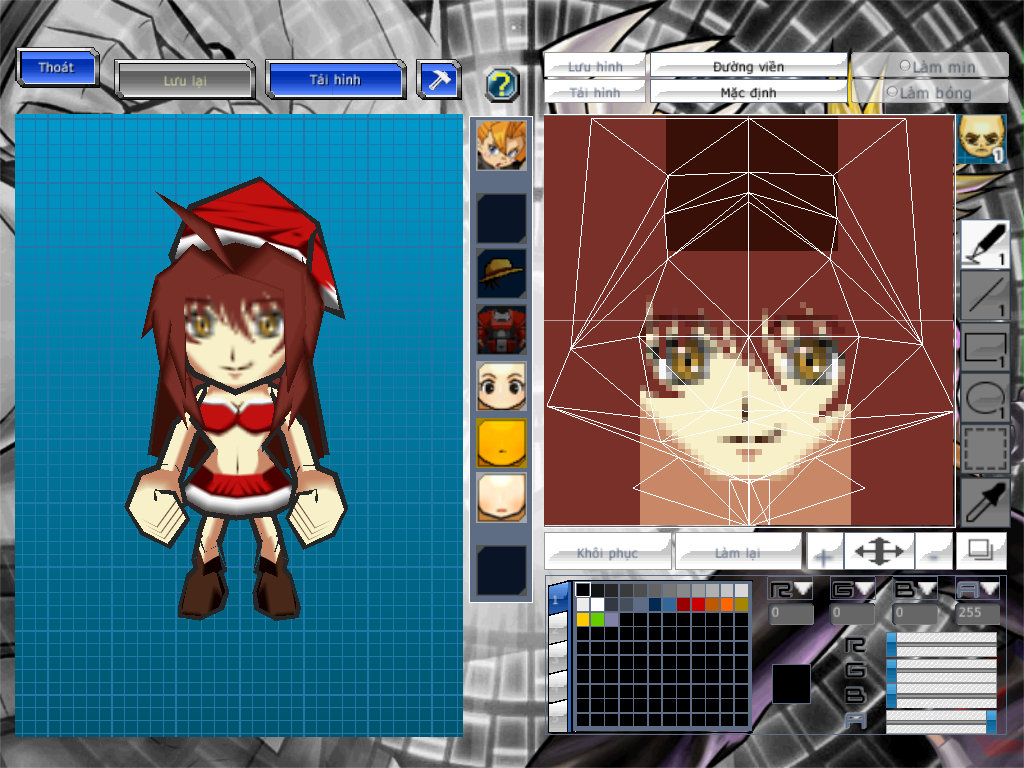 Thoát
Lưu lại
Tải hình
?
Lưu hình
Đường viền
Làm mịn
Tải hình
Mặc định
Làm bóng
1
1
1
1
1
Khôi phục
Làm lại
+
-
1
R
G
B
A
0
0
0
255
R
G
B
A